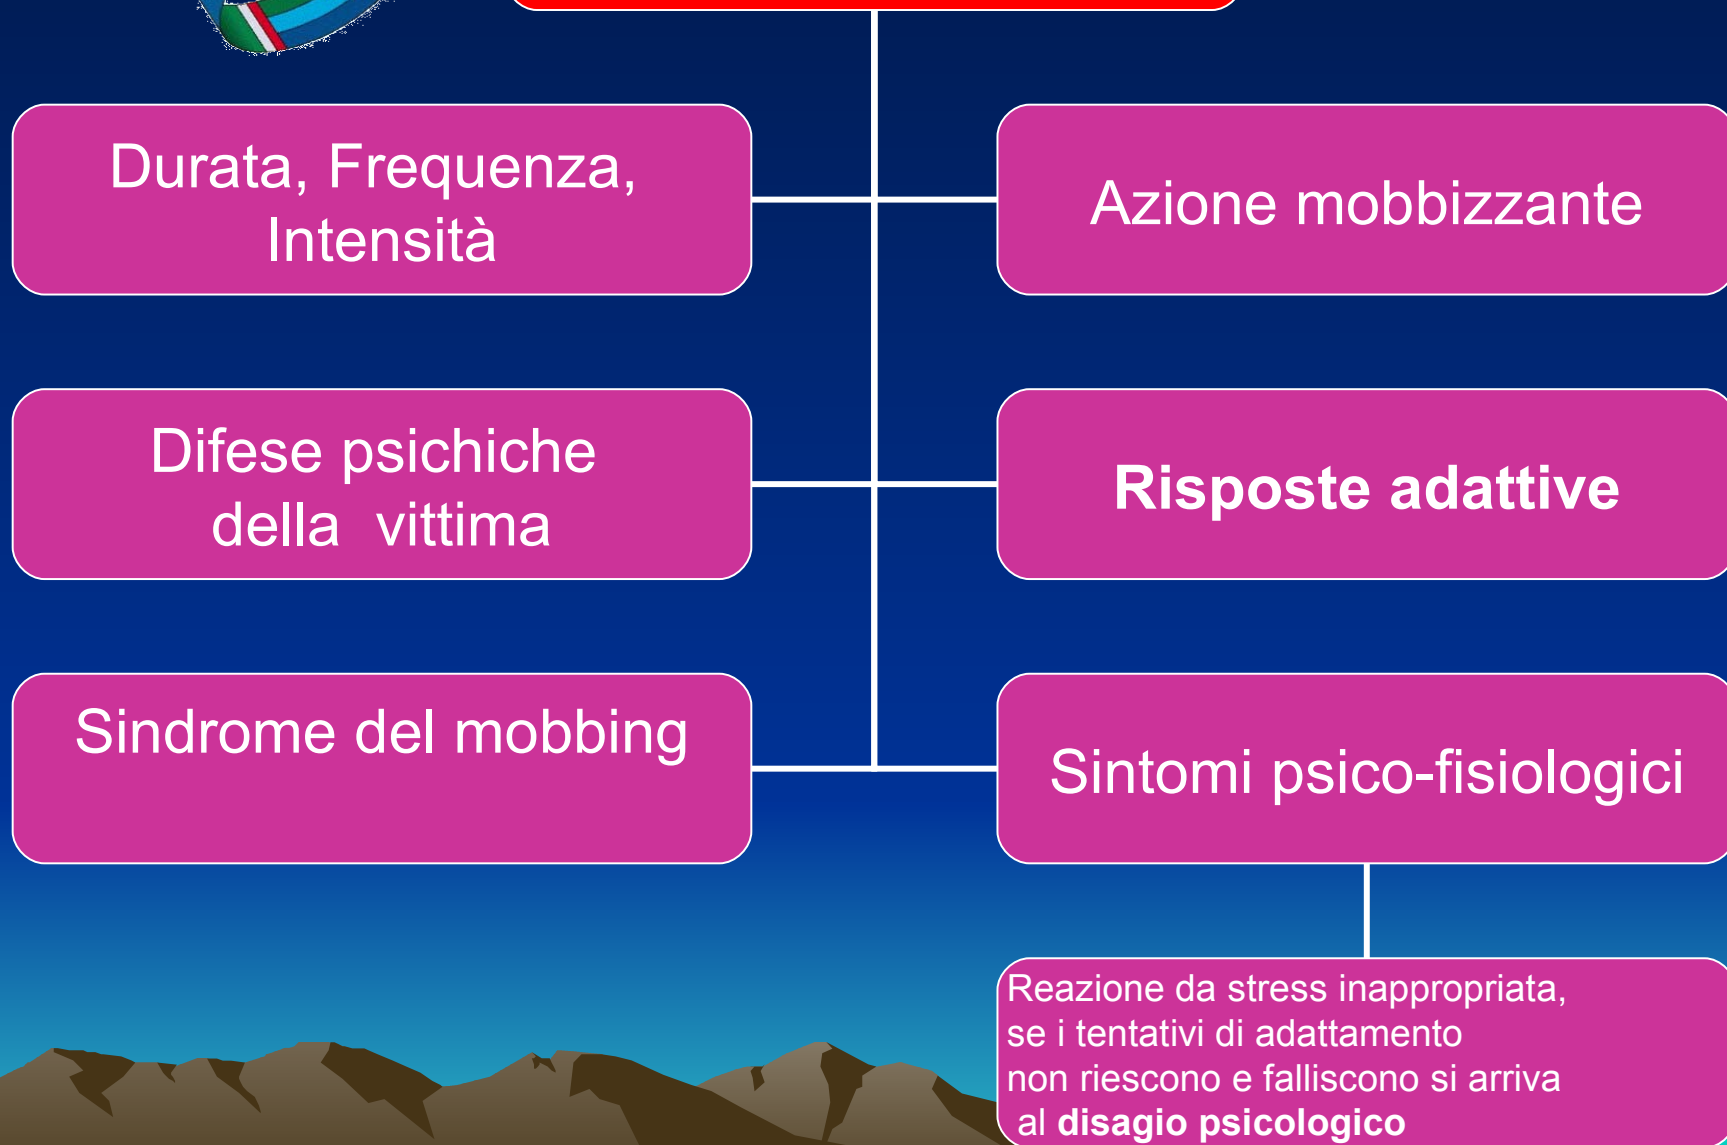 Durata, Frequenza,
Intensità
Azione mobbizzante
Difese psichiche
della vittima
Risposte adattive
Sindrome del mobbing
Sintomi psico-fisiologici
Reazione da stress inappropriata,
se i tentativi di adattamento
non riescono e falliscono si arriva
al disagio psicologico